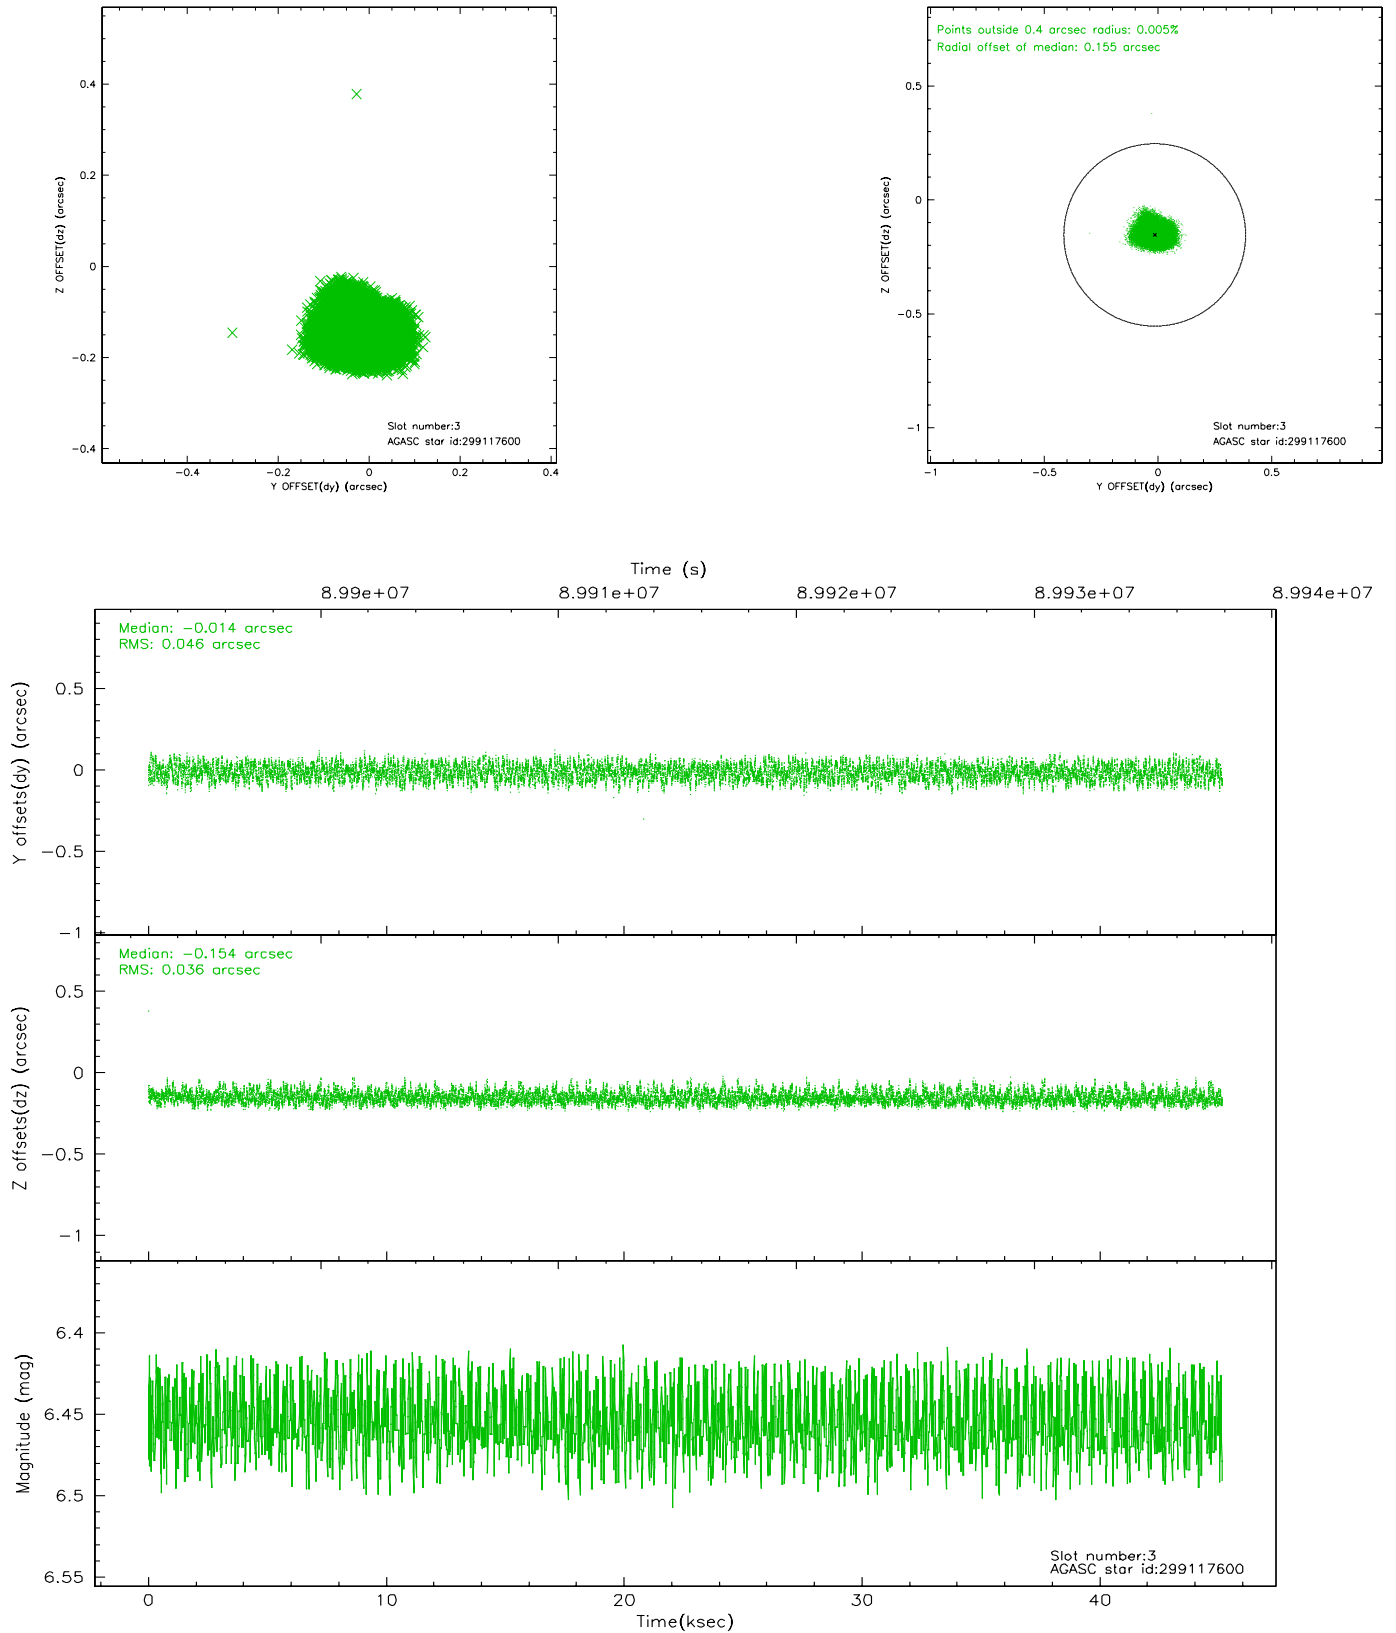 0.4
0.2
0
−0.2
−0.4
Z OFFSET(dz) (arcsec)
−0.4
−0.2
0
0.2
0.4
Y OFFSET(dy) (arcsec)
Slot number:3
AGASC star id:299117600
Points outside 0.4 arcsec radius: 0.005%
Radial offset of median: 0.155 arcsec
0.5
0
−0.5
−1
Z OFFSET(dz) (arcsec)
−1
−0.5
0
0.5
Y OFFSET(dy) (arcsec)
Slot number:3
AGASC star id:299117600
Time (s)
8.99e+07
8.991e+07
8.992e+07
8.993e+07
8.994e+07
Median: −0.014 arcsec
RMS: 0.046 arcsec
0.5
0
−0.5
−1
Y offsets(dy) (arcsec)
Median: −0.154 arcsec
RMS: 0.036 arcsec
0.5
0
−0.5
−1
Z offsets(dz) (arcsec)
6.4
6.45
6.5
6.55
Magnitude (mag)
Slot number:3
AGASC star id:299117600
0
10
20
30
40
Time(ksec)